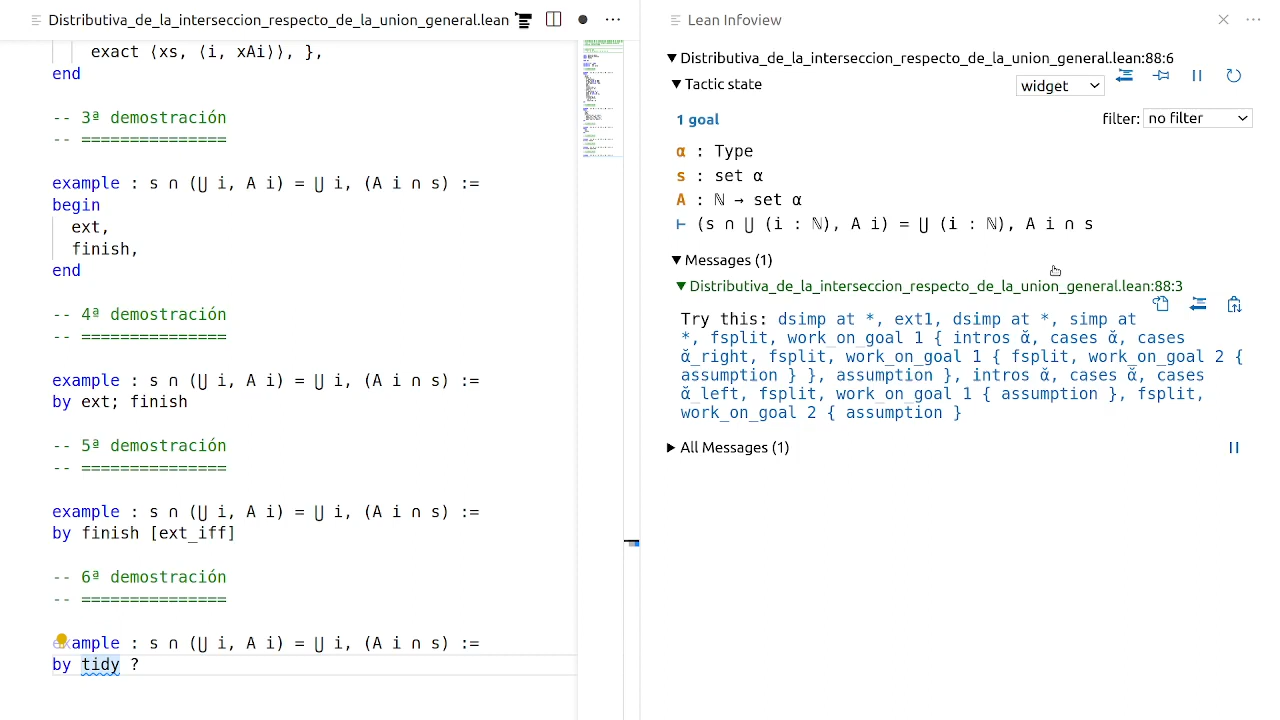 Distributiva_de_la_interseccion_respecto_de_la_union_general.lean
exact ⟨xs, ⟨i, xAi⟩⟩, },
end
-- 3ª demostración
-- ===============
example : s ∩ (⋃ i, A i) = ⋃ i, (A i ∩ s) :=
begin
ext,
finish,
end
-- 4ª demostración
-- ===============
example : s ∩ (⋃ i, A i) = ⋃ i, (A i ∩ s) :=
by ext; finish
-- 5ª demostración
-- ===============
example : s ∩ (⋃ i, A i) = ⋃ i, (A i ∩ s) :=
by finish [ext_iff]
-- 6ª demostración
-- ===============
example : s ∩ (⋃ i, A i) = ⋃ i, (A i ∩ s) :=
by tidy ?
Lean Infoview
Distributiva_de_la_interseccion_respecto_de_la_union_general.lean:88:6
Tactic state
widget
1 goal
filter: no filter
α : Type
s : set α
A : ℕ → set α
⊢ (s ∩ ⋃ (i : ℕ), A i) = ⋃ (i : ℕ), A i ∩ s
Messages (1)
Distributiva_de_la_interseccion_respecto_de_la_union_general.lean:88:3
Try this: dsimp at *, ext1, dsimp at *, simp at
*, fsplit, work_on_goal 1 { intros ᾰ, cases ᾰ, cases
ᾰ_right, fsplit, work_on_goal 1 { fsplit, work_on_goal 2 {
assumption } }, assumption }, intros ᾰ, cases ᾰ, cases
ᾰ_left, fsplit, work_on_goal 1 { assumption }, fsplit,
work_on_goal 2 { assumption }
All Messages (1)